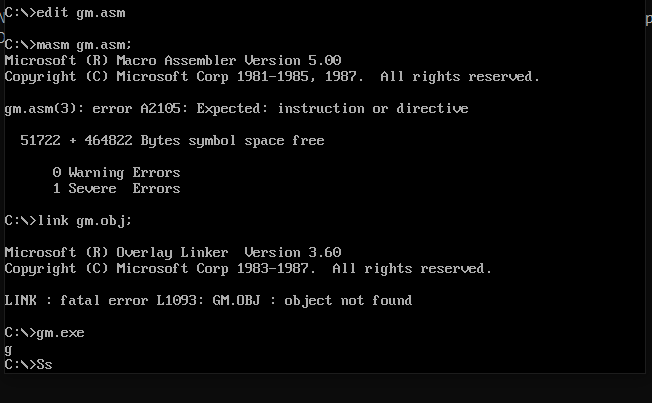 C:\>edit gm.asm
C:\>masm gm.asm;
Microsoft (R) Macro Assembler Version 5.00
Copyright (C) Microsoft Corp 1981-1985, 1987.  All rights reserved.
gm.asm(3): error A2105: Expected: instruction or directive
51722 + 464822 Bytes symbol space free
0 Warning Errors
1 Severe  Errors
C:\>link gm.obj;
Microsoft (R) Overlay Linker  Version 3.60
Copyright (C) Microsoft Corp 1983-1987.  All rights reserved.
LINK : fatal error L1093: GM.OBJ : object not found
C:\>gm.exe
g
C:\>Ss